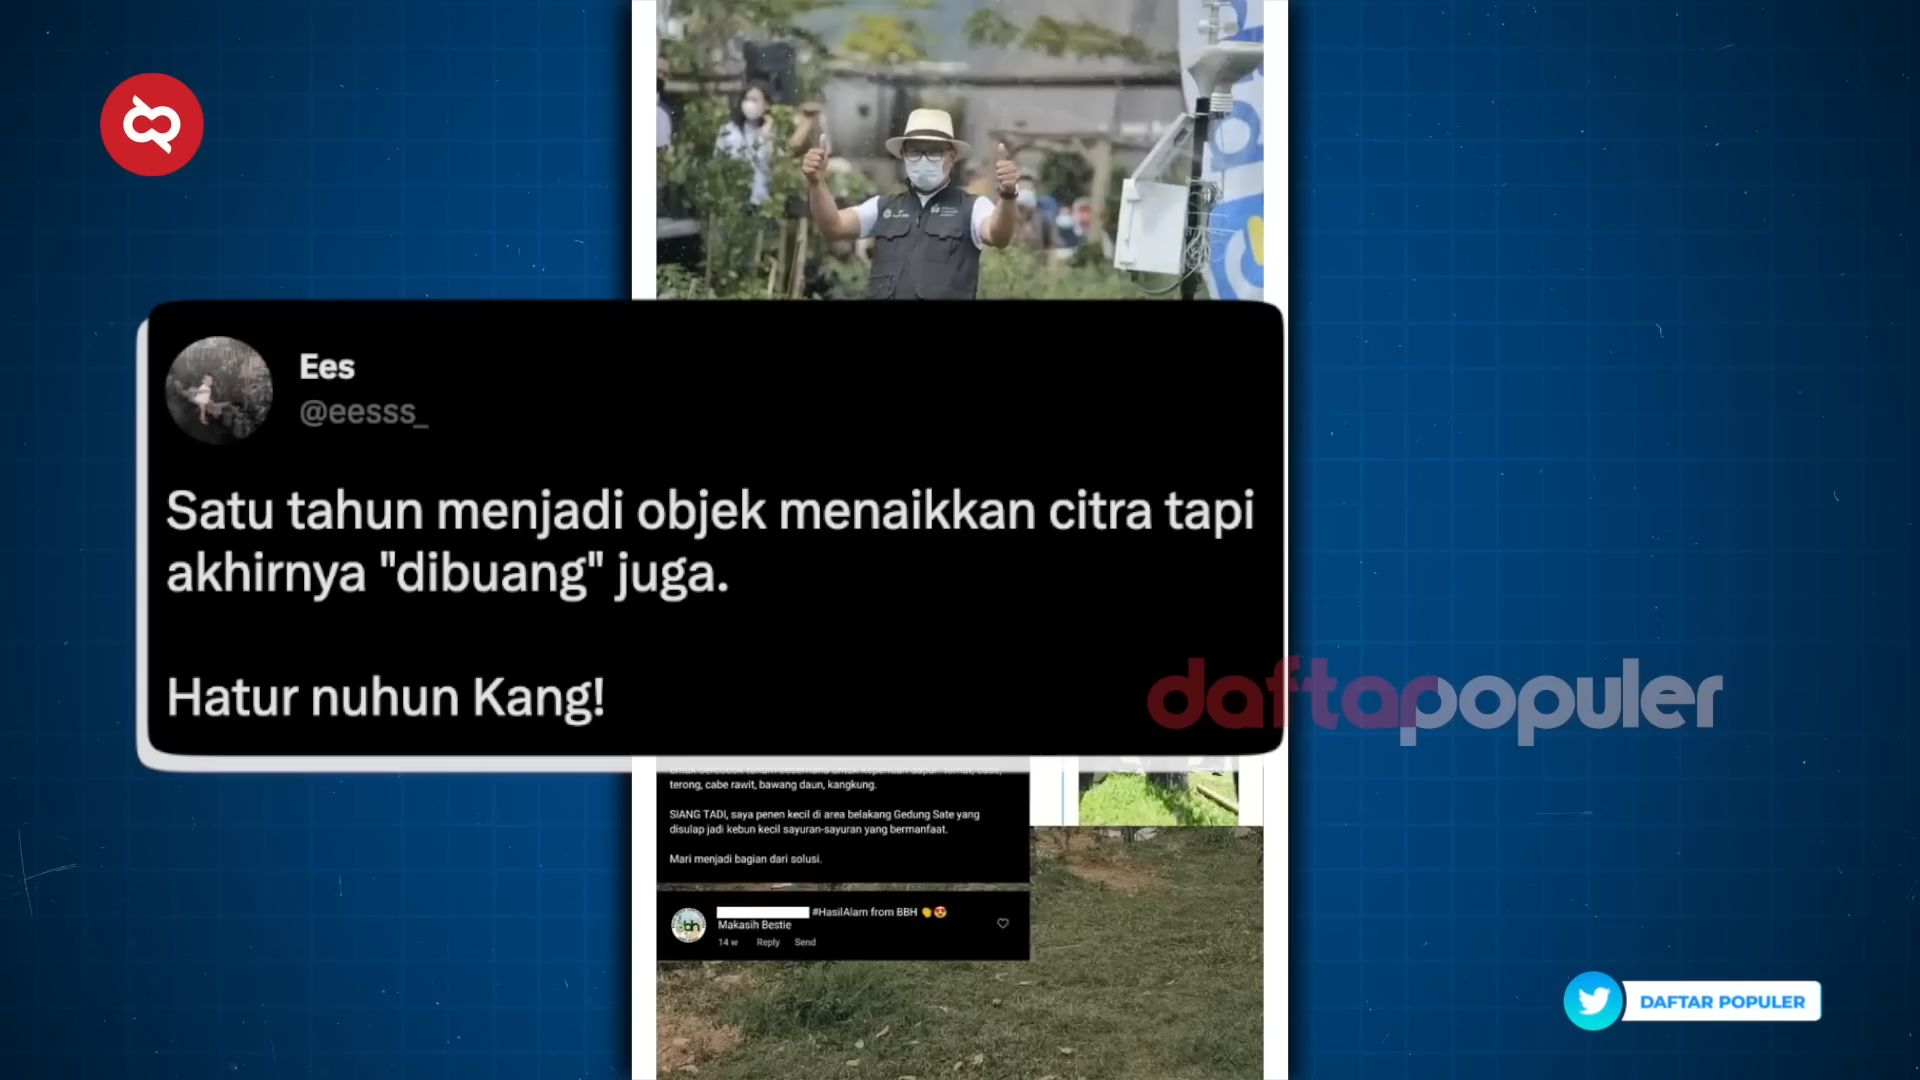 Ees
@eesss_
Satu tahun menjadi objek menaikkan citra tapi
akhirnya "dibuang" juga.
Hatur nuhun Kang!
daftarpopuler
terong, cabe rawit, bawang daun, kangkung.
SIANG TADI, saya penen kecil di area belakang Gedung Sate yang
disulap jadi kebun kecil sayuran-sayuran yang bermanfaat.
Mari menjadi bagian dari solusi.
#HasilAlam from BBH
Makasih Bestie
14 w Reply Send
DAFTAR POPULER